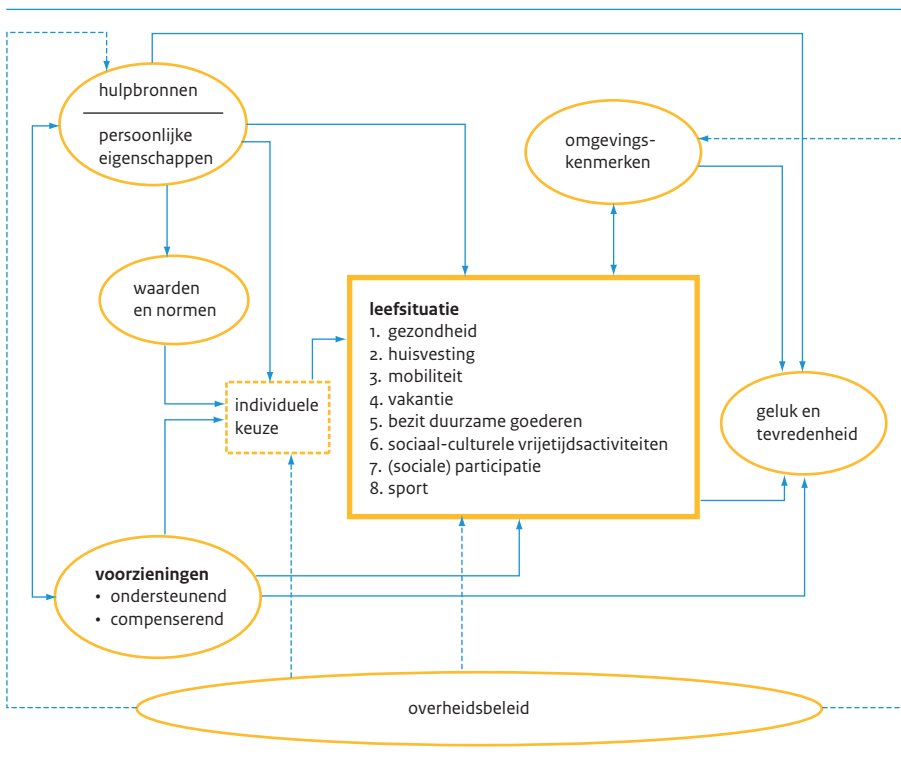 hulpbronnen
persoonlijke
eigenschappen
omgevings-
kenmerken
waarden
en normen
leefsituatie
1. gezondheid
2. huisvesting
3. mobiliteit
4. vakantie
5. bezit duurzame goederen
6. sociaal-culturele vrijetijdsactiviteiten
7. (sociale) participatie
8. sport
individuele
keuze
geluk en
tevredenheid
voorzieningen
• ondersteunend
• compenserend
overheidsbeleid